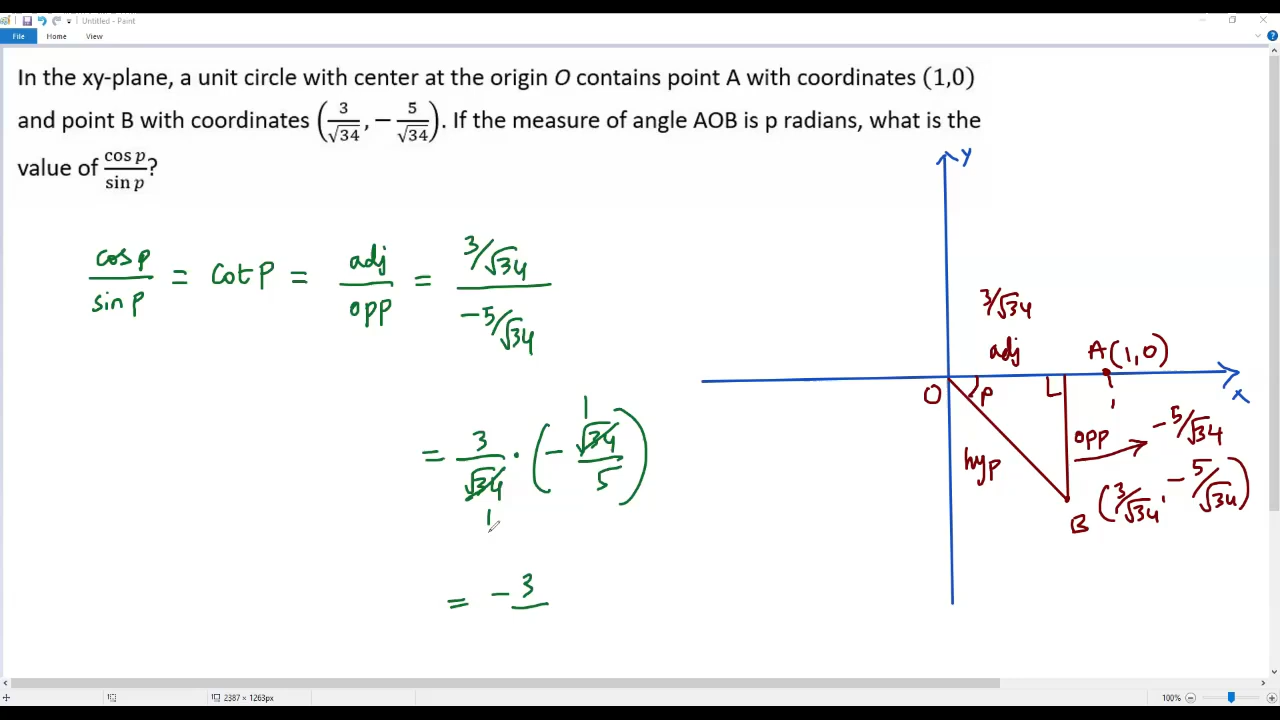 Untitled - Paint
File Home View
In the xy-plane, a unit circle with center at the origin O contains point A with coordinates (1,0)
and point B with coordinates (3/√34, −5/√34). If the measure of angle AOB is p radians, what is the
value of cos p/sin p?
cos p/sin p = cot P = adj/opp = (3/√34)/(−5/√34)
= 3/√34 · (−√34/5)
1
1
= −3
y
3/√34
adj
A(1,0)
O
P
x
1
opp
−5/√34
hyp
B (3/√34, −5/√34)
2387 × 1263px
100%